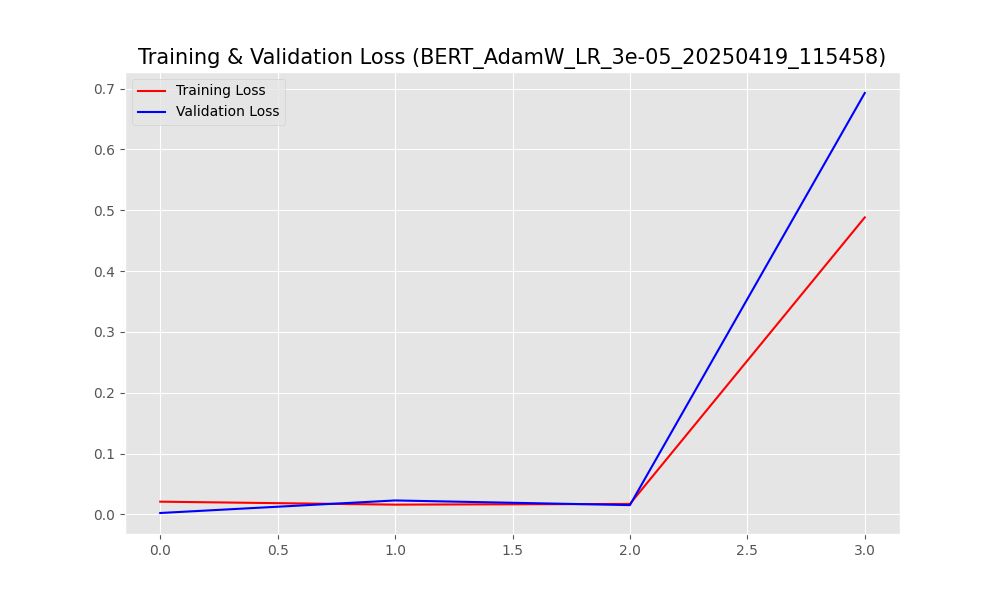 Training & Validation Loss (BERT_AdamW_LR_3e-05_20250419_115458)
Training Loss
Validation Loss
0.7
0.6
0.5
0.4
0.3
0.2
0.1
0.0
0.0 0.5 1.0 1.5 2.0 2.5 3.0